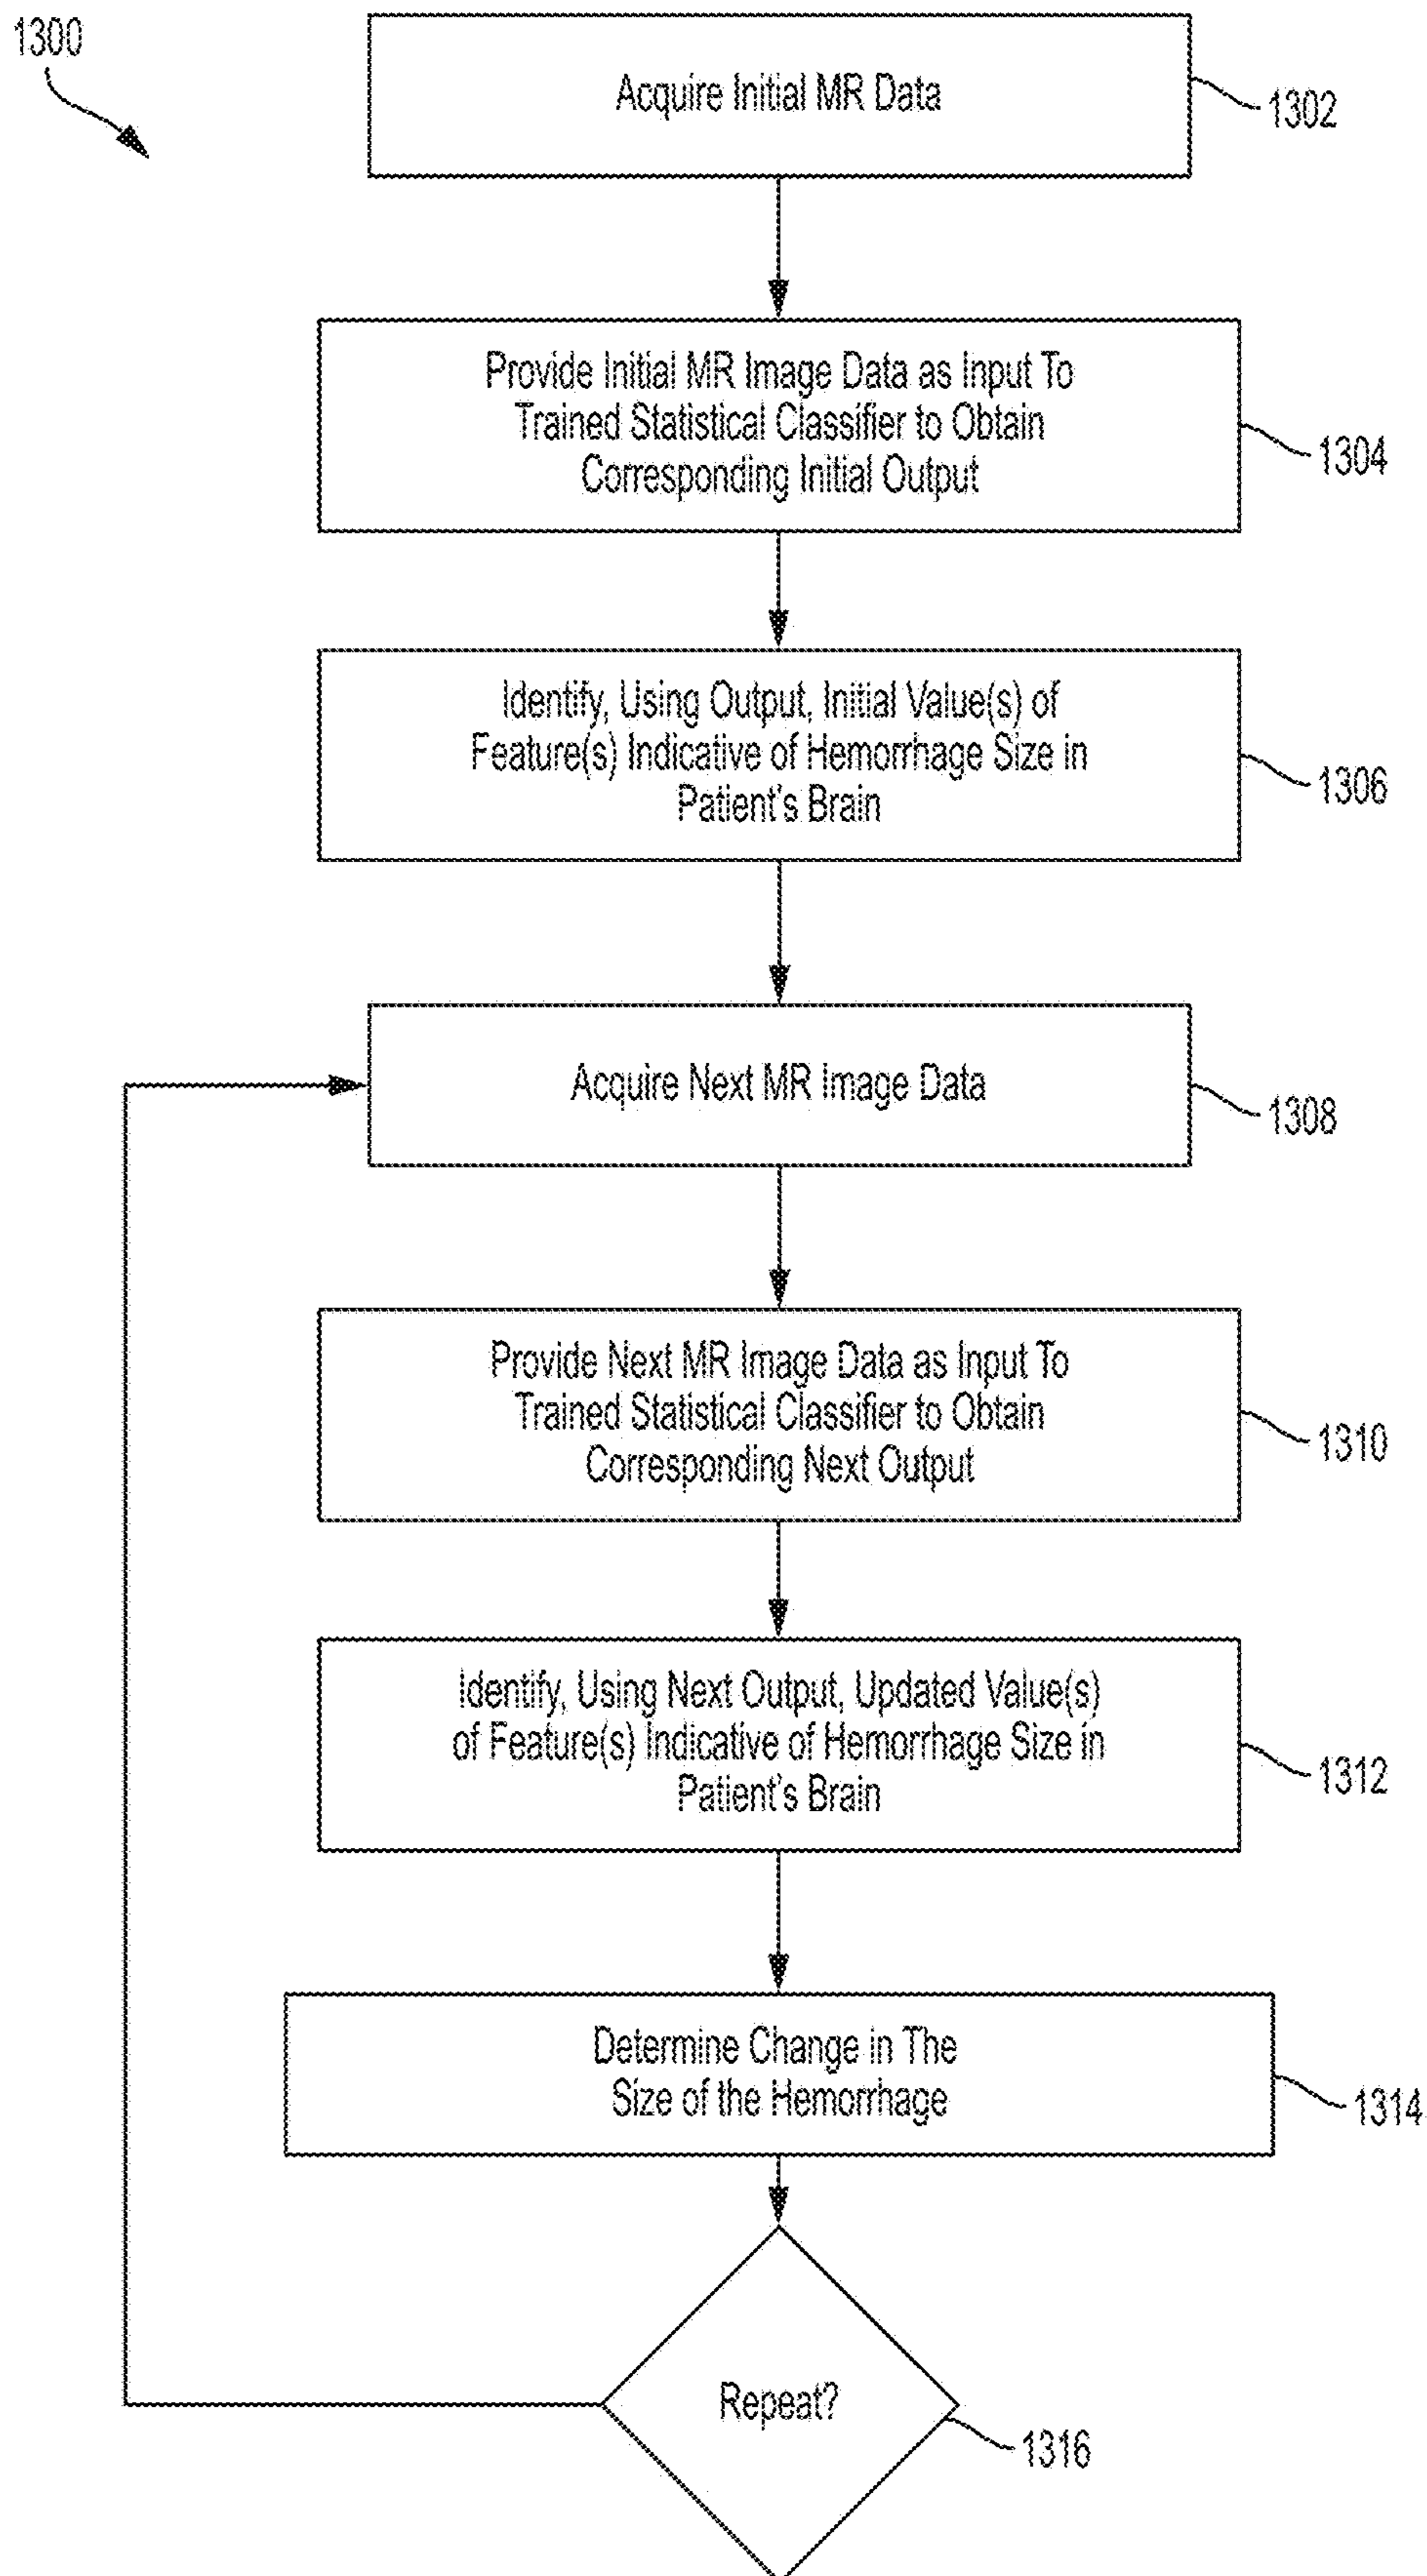 1300
Acquire Initial MR Data
1302
Provide Initial MR Image Data as Input To
Trained Statistical Classifier to Obtain
Corresponding Initial Output
1304
Identify, Using Output, Initial Value(s) of
Feature(s) Indicative of Hemorrhage Size in
Patient's Brain
1306
Acquire Next MR Image Data
1308
Provide Next MR Image Data as Input To
Trained Statistical Classifier to Obtain
Corresponding Next Output
1310
Identify, Using Next Output, Updated Value(s)
of Feature(s) Indicative of Hemorrhage Size in
Patient's Brain
1312
Determine Change in The
Size of the Hemorrhage
1314
Repeat?
1316